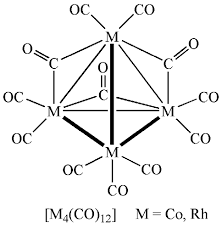 OC CO
M
O O
C O C
OC C CO
M M
OC CO
M
OC CO
CO
[M₄(CO)₁₂] M = Co, Rh